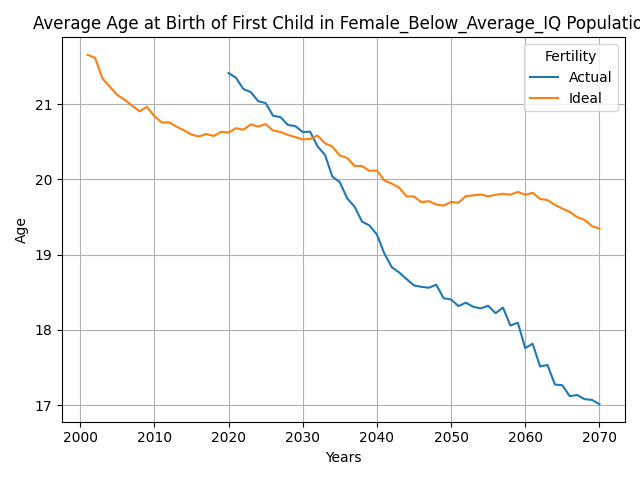 Average Age at Birth of First Child in Female_Below_Average_IQ Populatio
Fertility
Actual
Ideal
21
20
19
18
17
Age
2000 2010 2020 2030 2040 2050 2060 2070
Years